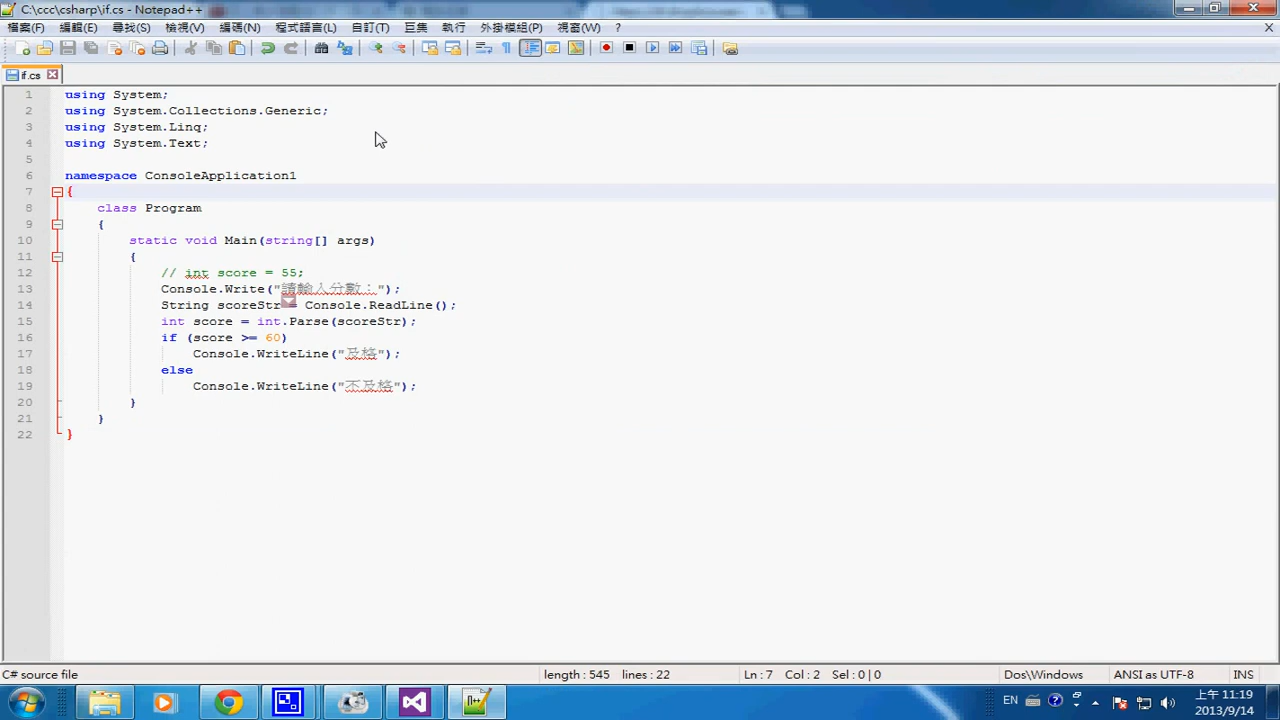 C:\ccc\csharp\if.cs - Notepad++
檔案(F) 編輯(E) 尋找(S) 檢視(V) 編碼(N) 程式語言(L) 自訂(T) 巨集 執行 外掛模組(P) 視窗(W) ? X
if.cs
1 using System;
2 using System.Collections.Generic;
3 using System.Linq;
4 using System.Text;
5
6 namespace ConsoleApplication1
7 {
8 class Program
9 {
10 static void Main(string[] args)
11 {
12 // int score = 55;
13 Console.Write("請輸入分數：");
14 String scoreStr = Console.ReadLine();
15 int score = int.Parse(scoreStr);
16 if (score >= 60)
17 Console.WriteLine("及格");
18 else
19 Console.WriteLine("不及格");
20 }
21 }
22 }
C# source file length : 545 lines : 22 Ln : 7 Col : 2 Sel : 0 | 0 Dos\Windows ANSI as UTF-8 INS
EN 上午 11:19
2013/9/14